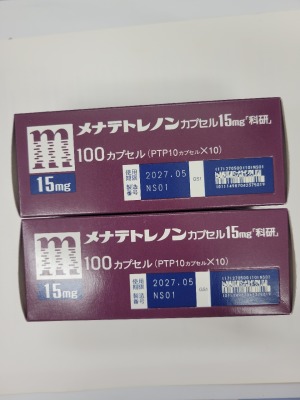 m
メナテトレノンカプセル15mg「科研」
100カプセル(PTP10カプセル×10)
15mg
使用期限 2027.05
製造番号 NS01
GS1
m
メナテトレノンカプセル15mg「科研」
100カプセル(PTP10カプセル×10)
15mg
使用期限 2027.05
製造番号 NS01
GS1